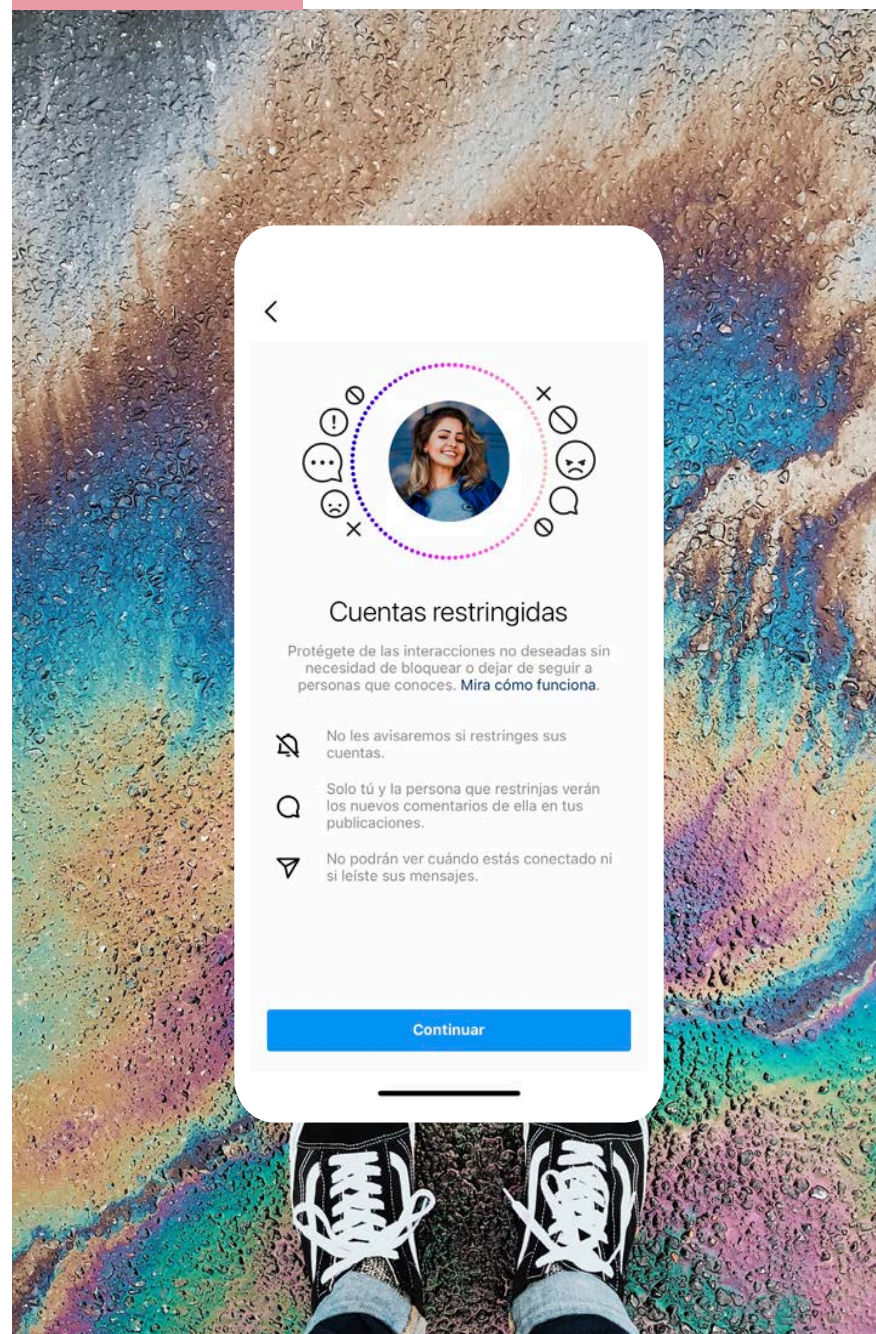 Cuentas restringidas
Protégete de las interacciones no deseadas sin
necesidad de bloquear o dejar de seguir a
personas que conoces. Mira cómo funciona.
No les avisaremos si restringes sus
cuentas.
Solo tú y la persona que restrinjas verán
los nuevos comentarios de ella en tus
publicaciones.
No podrán ver cuándo estás conectado ni
si leíste sus mensajes.
Continuar